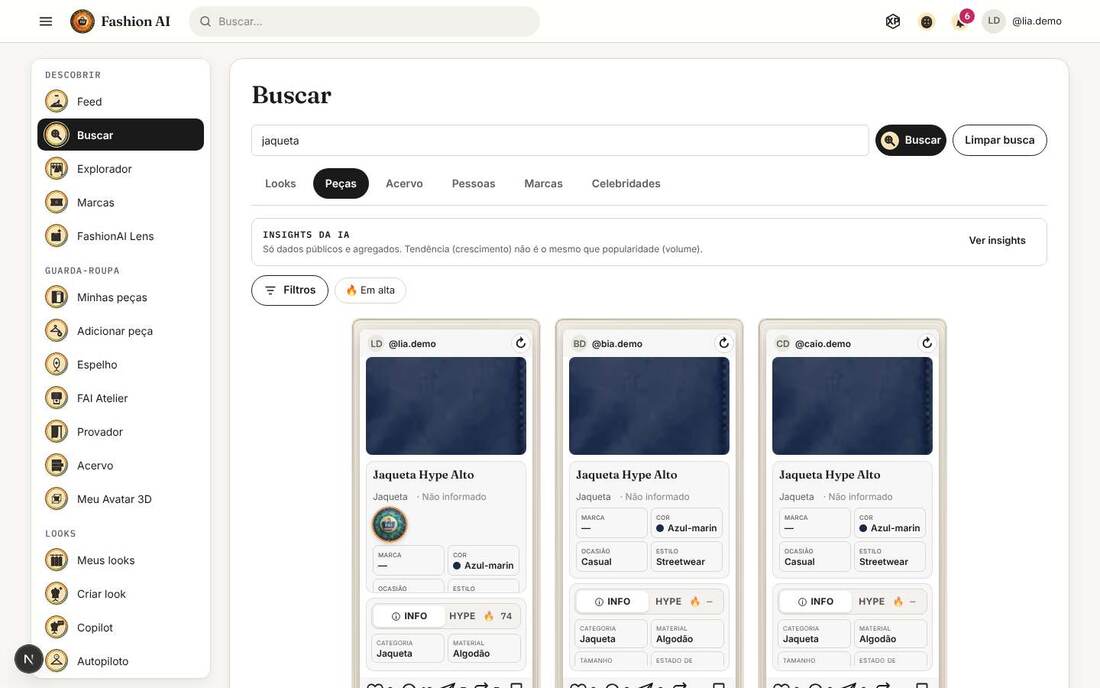 Fashion AI
Buscar...
XP
6
LD
@lia.demo
DESCOBRIR
Feed
Buscar
Explorador
Marcas
FashionAI Lens
GUARDA-ROUPA
Minhas peças
Adicionar peça
Espelho
FAI Atelier
Provador
Acervo
Meu Avatar 3D
LOOKS
Meus looks
Criar look
Copilot
Autopiloto
N
Buscar
jaqueta
Buscar
Limpar busca
Looks
Peças
Acervo
Pessoas
Marcas
Celebridades
INSIGHTS DA IA
Só dados públicos e agregados. Tendência (crescimento) não é o mesmo que popularidade (volume).
Ver insights
Filtros
🔥 Em alta
LD @lia.demo
Jaqueta Hype Alto
Jaqueta · Não informado
MARCA
—
COR
Azul-marin
OCASIÃO
ESTILO
INFO
HYPE 🔥 74
CATEGORIA
Jaqueta
MATERIAL
Algodão
BD @bia.demo
Jaqueta Hype Alto
Jaqueta · Não informado
MARCA
—
COR
Azul-marin
OCASIÃO
Casual
ESTILO
Streetwear
INFO
HYPE 🔥 –
CATEGORIA
Jaqueta
MATERIAL
Algodão
TAMANHO
ESTADO DE
CD @caio.demo
Jaqueta Hype Alto
Jaqueta · Não informado
MARCA
—
COR
Azul-marin
OCASIÃO
Casual
ESTILO
Streetwear
INFO
HYPE 🔥 –
CATEGORIA
Jaqueta
MATERIAL
Algodão
TAMANHO
ESTADO DE